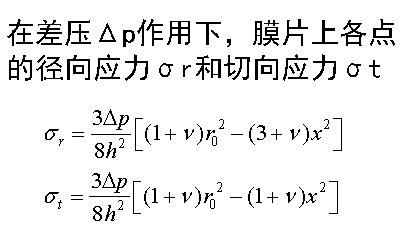 在差压Δp作用下，膜片上各点
的径向应力σr和切向应力σt
σ_r = 3Δp/8h² [(1+ν)r₀² − (3+ν)x²]
σ_t = 3Δp/8h² [(1+ν)r₀² − (1+ν)x²]